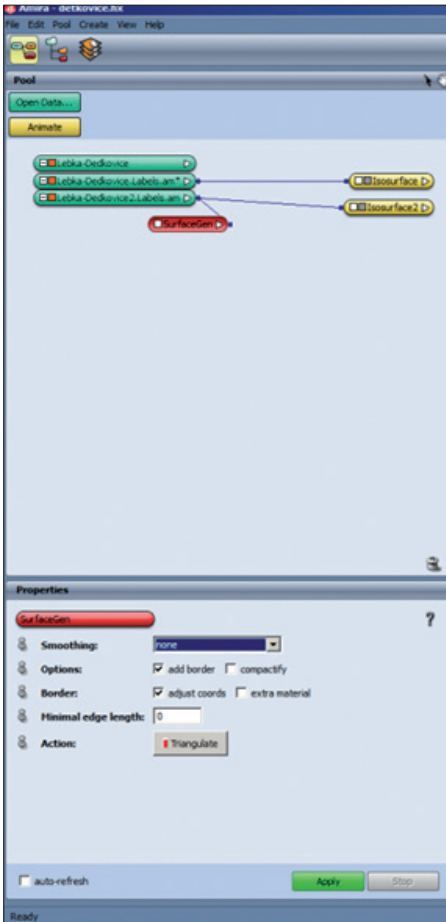 Amira - detkovice.hx
File Edit Pool Create View Help
Pool
Open Data...
Animate
Lebka-Dedkovice
Lebka-Dedkovice.Labels.am*
Isosurface
Lebka-Dedkovice2.Labels.am
Isosurface2
SurfaceGen
Properties
SurfaceGen
?
Smoothing: none
Options: add border compactify
Border: adjust coords extra material
Minimal edge length: 0
Action: Triangulate
auto-refresh Apply Stop
Ready